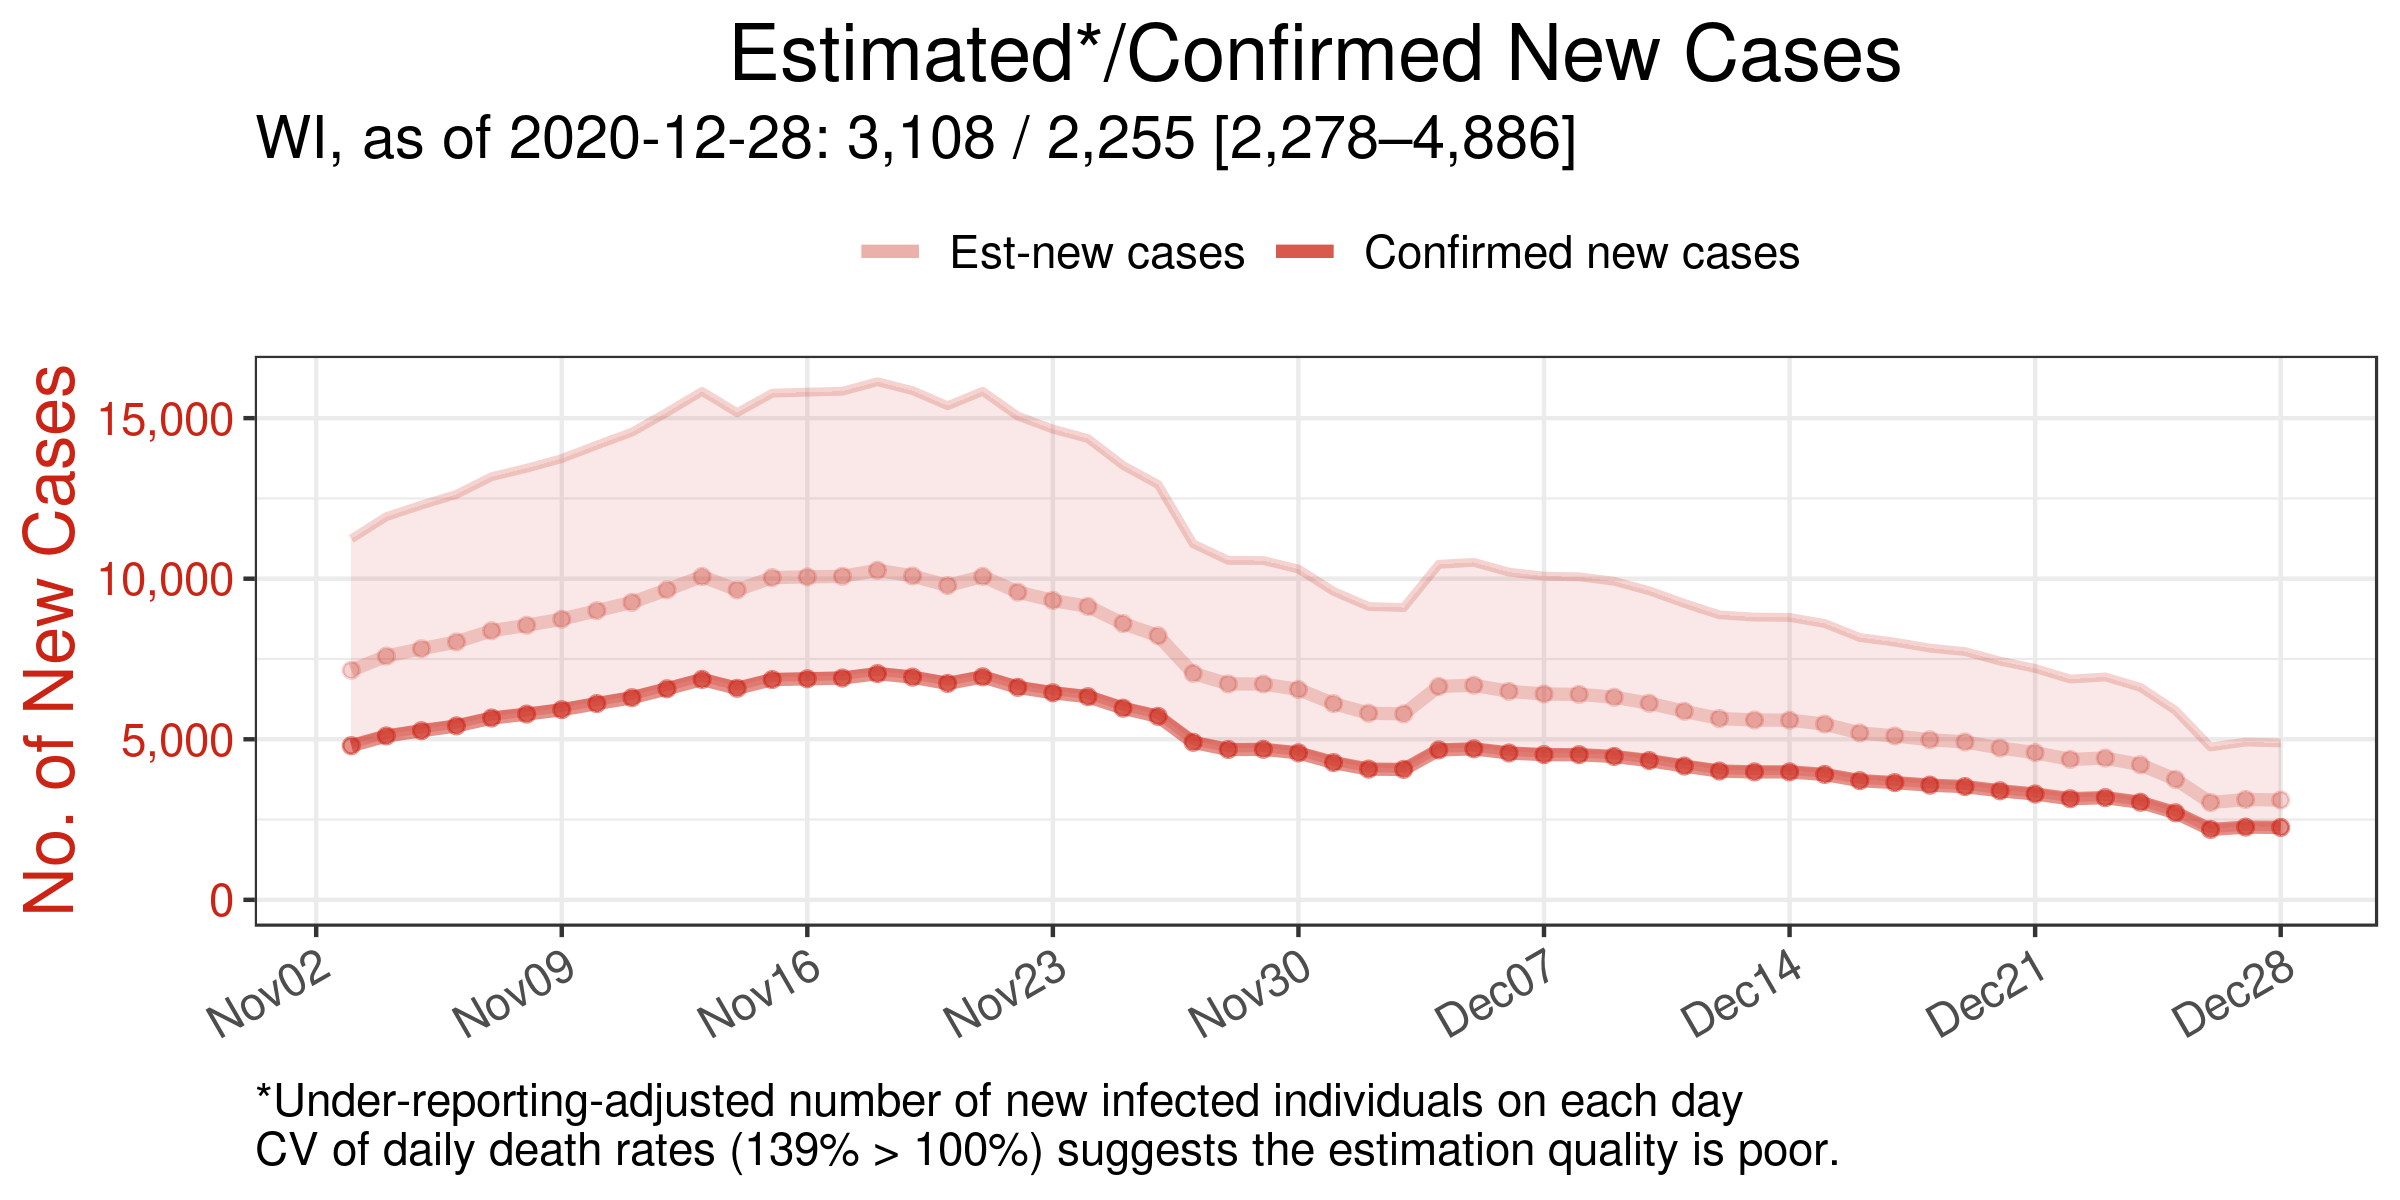 Estimated*/Confirmed New Cases
WI, as of 2020-12-28: 3,108 / 2,255 [2,278–4,886]
Est-new cases
Confirmed new cases
No. of New Cases
15,000
10,000
5,000
0
Nov02
Nov09
Nov16
Nov23
Nov30
Dec07
Dec14
Dec21
Dec28
*Under-reporting-adjusted number of new infected individuals on each day
CV of daily death rates (139% > 100%) suggests the estimation quality is poor.